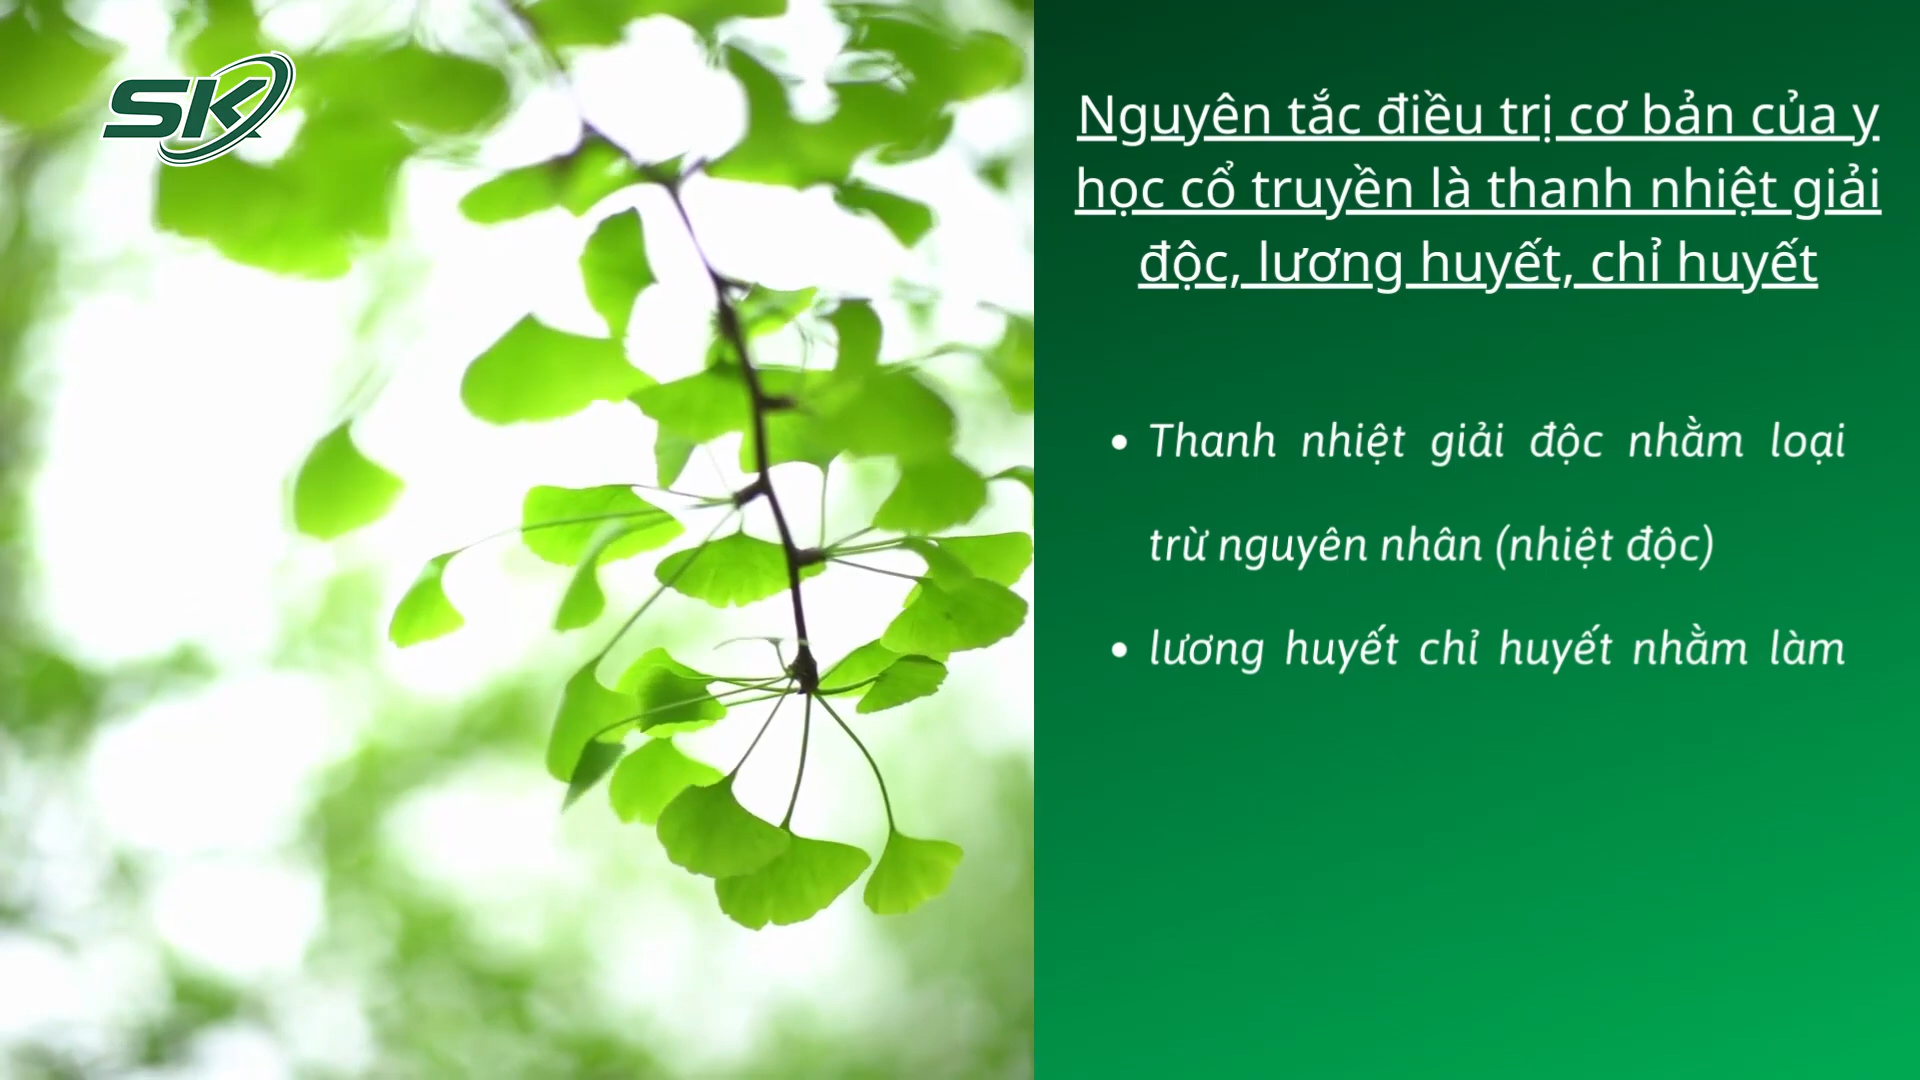 SK
Nguyên tắc điều trị cơ bản của y
học cổ truyền là thanh nhiệt giải
độc, lương huyết, chỉ huyết
• Thanh nhiệt giải độc nhằm loại
trừ nguyên nhân (nhiệt độc)
• lương huyết chỉ huyết nhằm làm